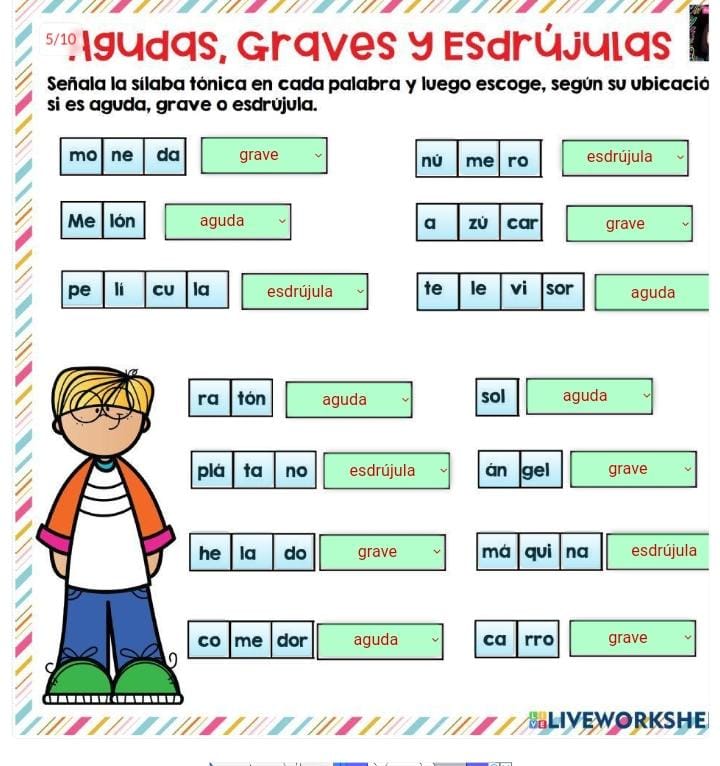 5/10
Agudas, Graves y Esdrújulas
Señala la sílaba tónica en cada palabra y luego escoge, según su ubicació
si es aguda, grave o esdrújula.
mo ne da grave nú me ro esdrújula
Me lón aguda a zú car grave
pe lí cu la esdrújula te le vi sor aguda
ra tón aguda sol aguda
plá ta no esdrújula án gel grave
he la do grave má qui na esdrújula
co me dor aguda ca rro grave
LIVEWORKSHE